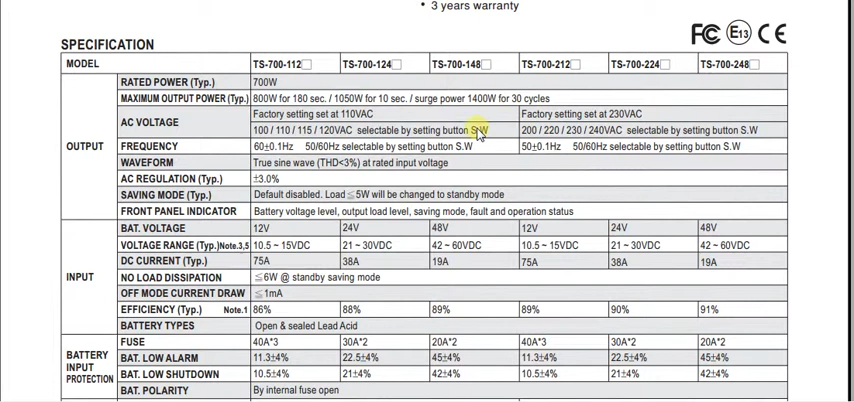 • 3 years warranty
FC E13 CE
SPECIFICATION
MODEL TS-700-112□ TS-700-124□ TS-700-148□ TS-700-212□ TS-700-224□ TS-700-248□
OUTPUT
RATED POWER (Typ.) 700W
MAXIMUM OUTPUT POWER (Typ.) 800W for 180 sec. / 1050W for 10 sec. / surge power 1400W for 30 cycles
AC VOLTAGE Factory setting set at 110VAC Factory setting set at 230VAC
100 / 110 / 115 / 120VAC selectable by setting button S.W 200 / 220 / 230 / 240VAC selectable by setting button S.W
FREQUENCY 60±0.1Hz 50/60Hz selectable by setting button S.W 50±0.1Hz 50/60Hz selectable by setting button S.W
WAVEFORM True sine wave (THD<3%) at rated input voltage
AC REGULATION (Typ.) ±3.0%
SAVING MODE (Typ.) Default disabled. Load ≦5W will be changed to standby mode
FRONT PANEL INDICATOR Battery voltage level, output load level, saving mode, fault and operation status
INPUT
BAT. VOLTAGE 12V 24V 48V 12V 24V 48V
VOLTAGE RANGE (Typ.)Note.3,5 10.5 ~ 15VDC 21 ~ 30VDC 42 ~ 60VDC 10.5 ~ 15VDC 21 ~ 30VDC 42 ~ 60VDC
DC CURRENT (Typ.) 75A 38A 19A 75A 38A 19A
NO LOAD DISSIPATION ≦6W @ standby saving mode
OFF MODE CURRENT DRAW ≦1mA
EFFICIENCY (Typ.) Note.1 86% 88% 89% 89% 90% 91%
BATTERY TYPES Open & sealed Lead Acid
BATTERY INPUT PROTECTION
FUSE 40A*3 30A*2 20A*2 40A*3 30A*2 20A*2
BAT. LOW ALARM 11.3±4% 22.5±4% 45±4% 11.3±4% 22.5±4% 45±4%
BAT. LOW SHUTDOWN 10.5±4% 21±4% 42±4% 10.5±4% 21±4% 42±4%
BAT. POLARITY By internal fuse open